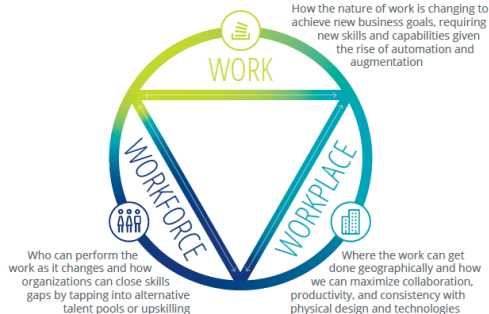 How the nature of work is changing to
achieve new business goals, requiring
new skills and capabilities given
the rise of automation and
augmentation
WORK
WORKFORCE
WORKPLACE
Who can perform the
work as it changes and how
organizations can close skills
gaps by tapping into alternative
talent pools or upskilling
Where the work can get
done geographically and how
we can maximize collaboration,
productivity, and consistency with
physical design and technologies